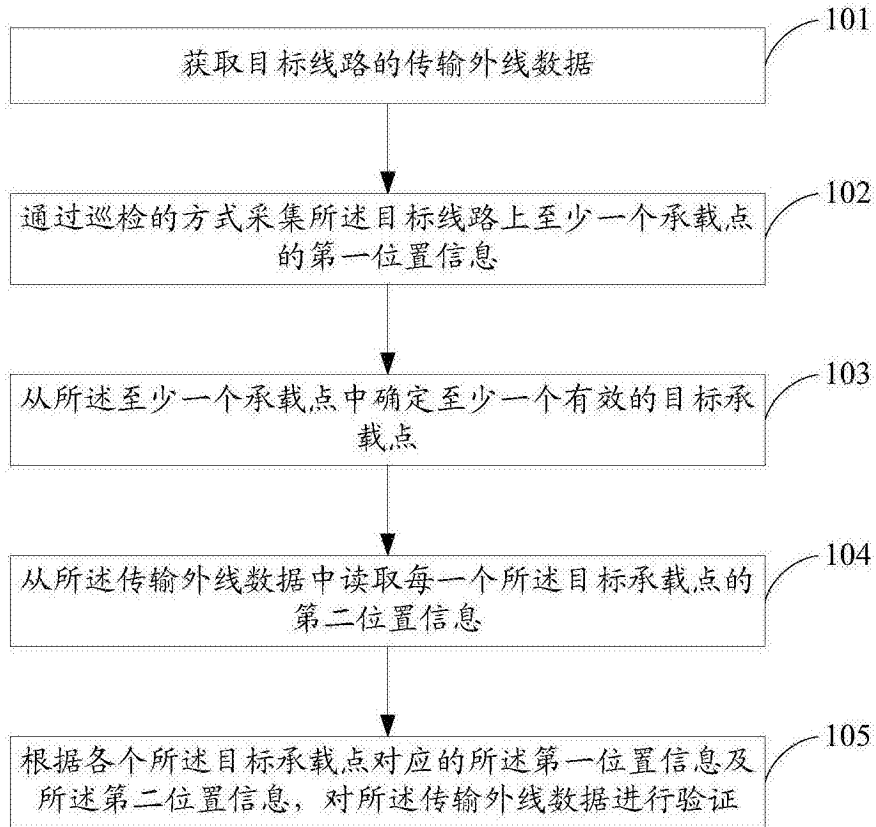 101
获取目标线路的传输外线数据
102
通过巡检的方式采集所述目标线路上至少一个承载点
的第一位置信息
103
从所述至少一个承载点中确定至少一个有效的目标承
载点
104
从所述传输外线数据中读取每一个所述目标承载点的
第二位置信息
105
根据各个所述目标承载点对应的所述第一位置信息及
所述第二位置信息，对所述传输外线数据进行验证